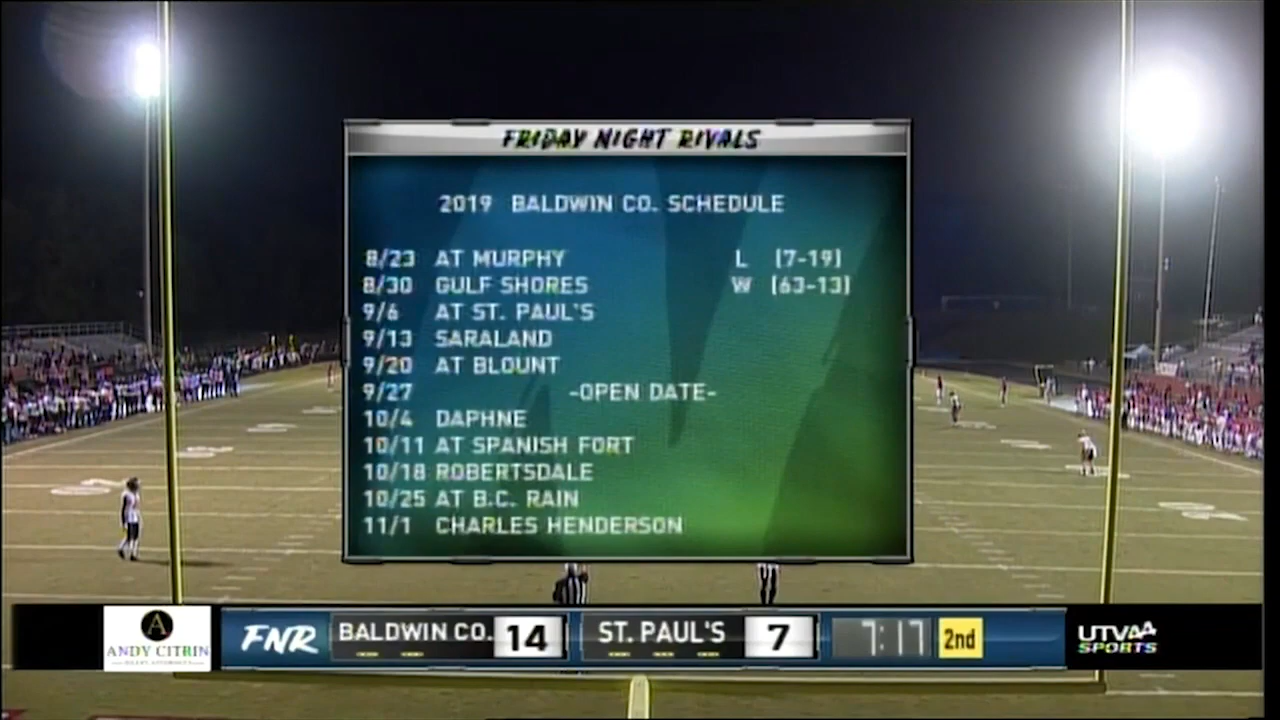 FRIDAY NIGHT RIVALS
2019 BALDWIN CO. SCHEDULE
8/23 AT MURPHY L (7-19)
8/30 GULF SHORES W (63-13)
9/6 AT ST. PAUL'S
9/13 SARALAND
9/20 AT BLOUNT
9/27 -OPEN DATE-
10/4 DAPHNE
10/11 AT SPANISH FORT
10/18 ROBERTSDALE
10/25 AT B.C. RAIN
11/1 CHARLES HENDERSON
A
ANDY CITRIN
FNR BALDWIN CO. 14 ST. PAUL'S 7 7:17 2nd
UTV44
SPORTS